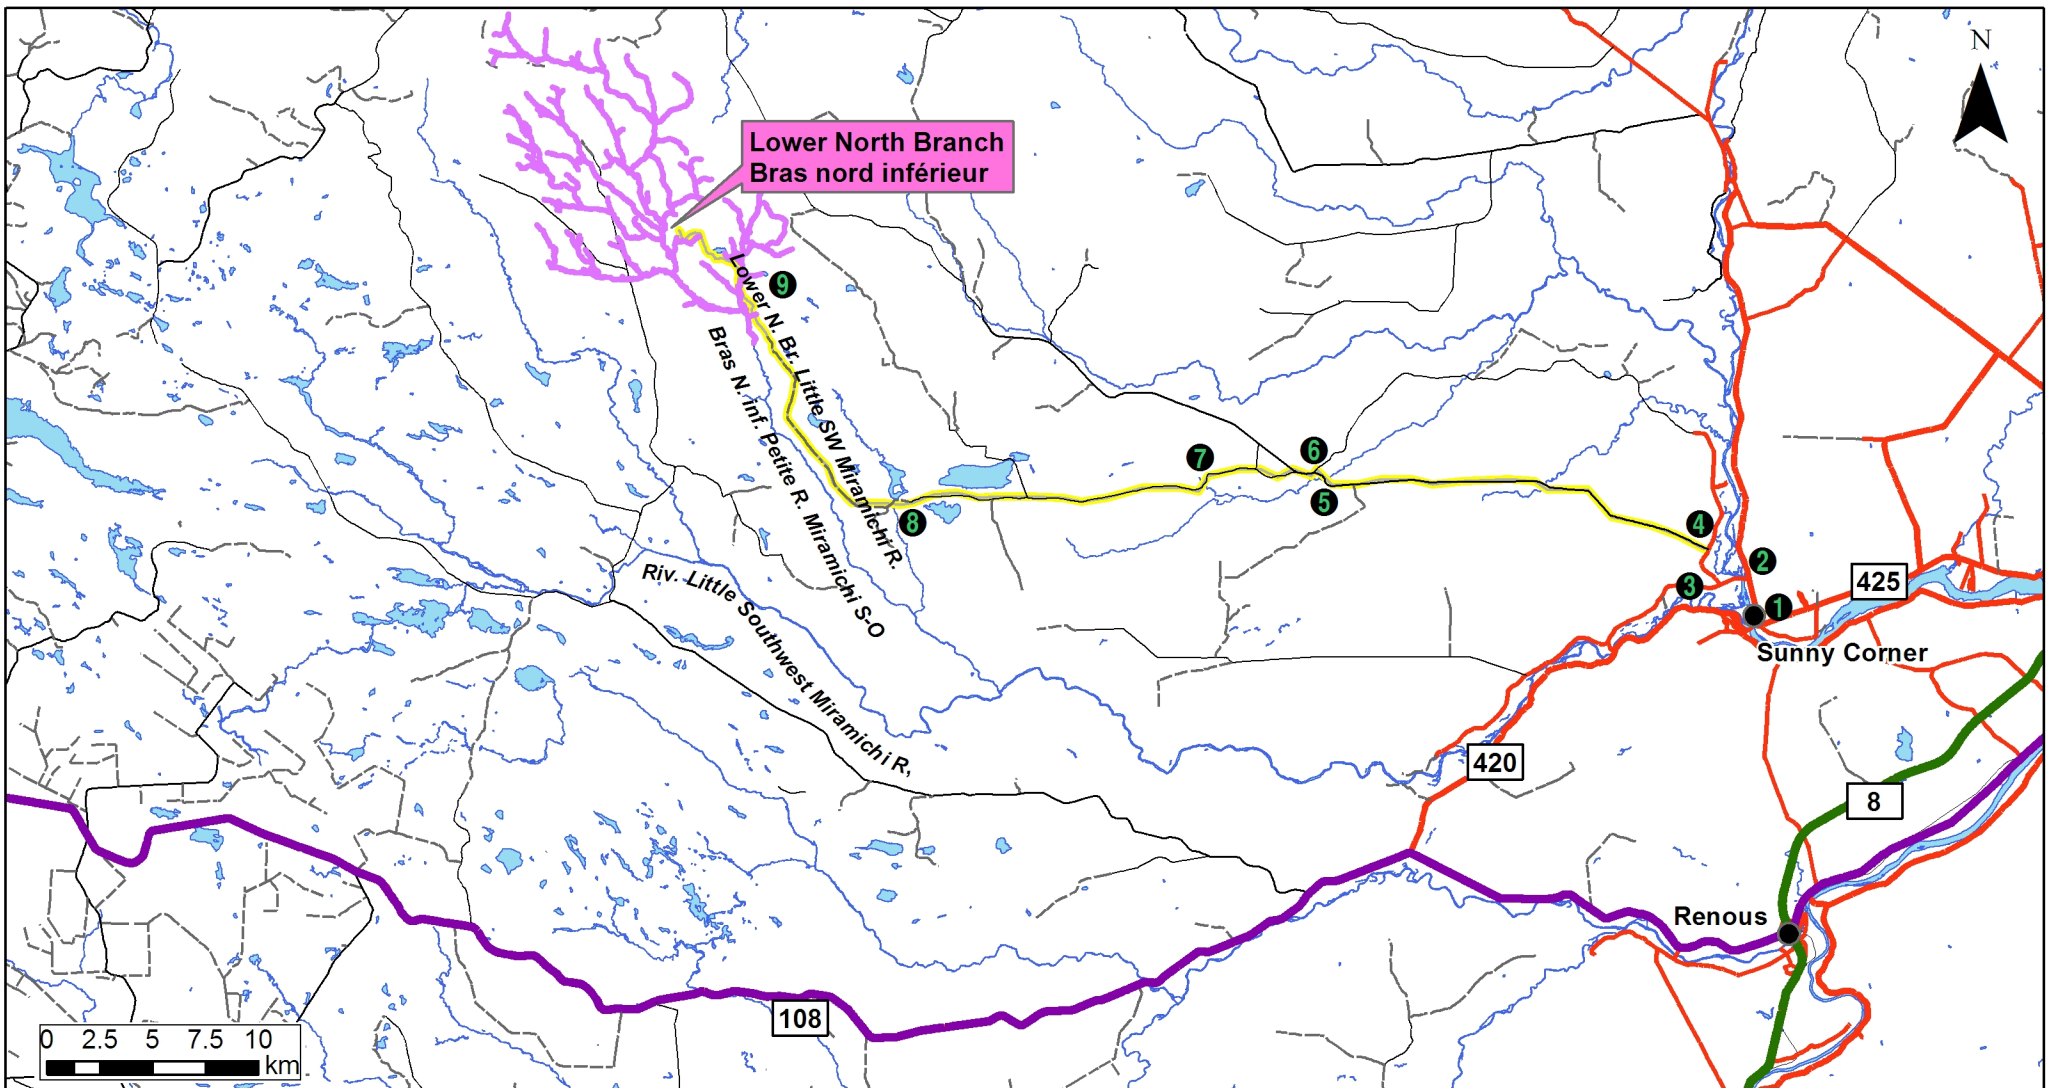 N
Lower North Branch
Bras nord inférieur
9
Lower N. Br. Little SW Miramichi R.
Bras N. inf. Petite R. Miramichi S-O
7
6
5
8
4
2
3
1
425
Riv. Little Southwest Miramichi R,
Sunny Corner
420
8
Renous
108
0 2.5 5 7.5 10
km